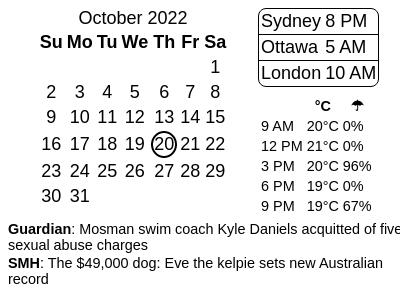 October 2022
Su Mo Tu We Th Fr Sa
1
2 3 4 5 6 7 8
9 10 11 12 13 14 15
16 17 18 19 20 21 22
23 24 25 26 27 28 29
30 31
Sydney 8 PM
Ottawa 5 AM
London 10 AM
°C ☂
9 AM 20°C 0%
12 PM 21°C 0%
3 PM 20°C 96%
6 PM 19°C 0%
9 PM 19°C 67%
Guardian: Mosman swim coach Kyle Daniels acquitted of five
sexual abuse charges
SMH: The $49,000 dog: Eve the kelpie sets new Australian
record